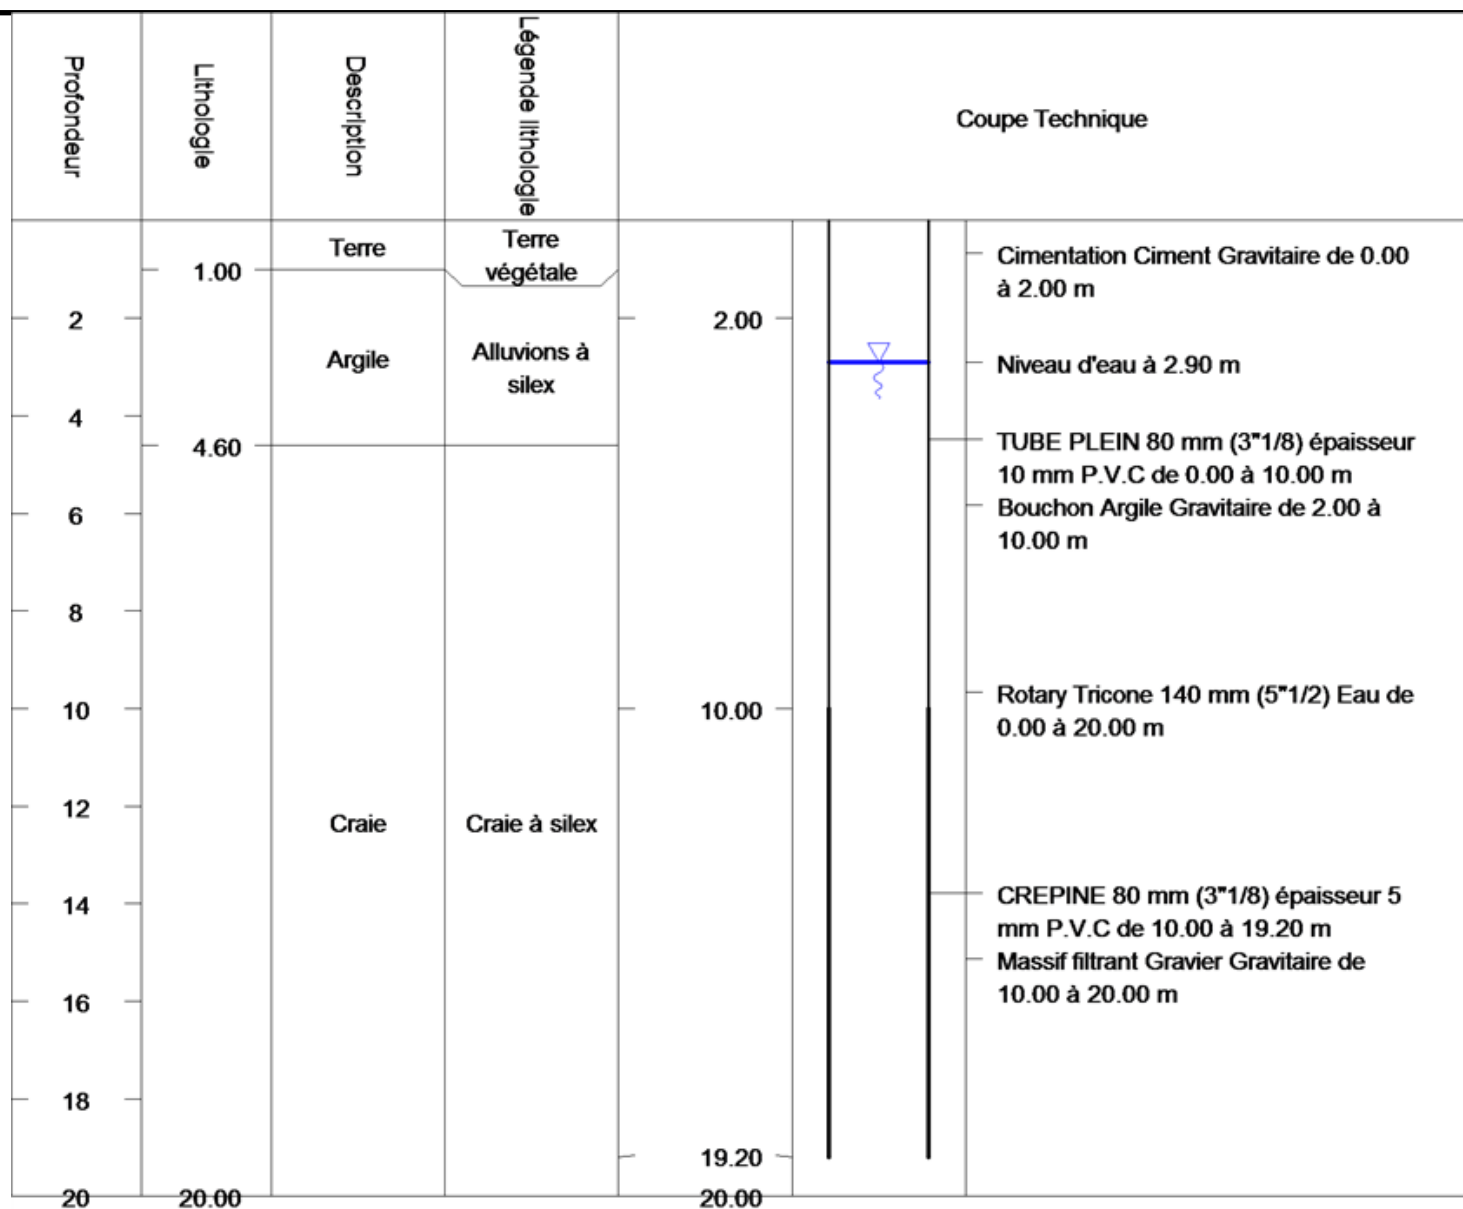 Profondeur
Lithologie
Description
Légende lithologie
Coupe Technique
Terre
Terre
végétale
Cimentation Ciment Gravitaire de 0.00
à 2.00 m
1.00
2
2.00
Argile
Alluvions à
silex
Niveau d'eau à 2.90 m
4
4.60
TUBE PLEIN 80 mm (3"1/8) épaisseur
10 mm P.V.C de 0.00 à 10.00 m
6
Bouchon Argile Gravitaire de 2.00 à
10.00 m
8
10
10.00
Rotary Tricone 140 mm (5"1/2) Eau de
0.00 à 20.00 m
12
Craie
Craie à silex
14
CREPINE 80 mm (3"1/8) épaisseur 5
mm P.V.C de 10.00 à 19.20 m
Massif filtrant Gravier Gravitaire de
10.00 à 20.00 m
16
18
19.20
20
20.00
20.00